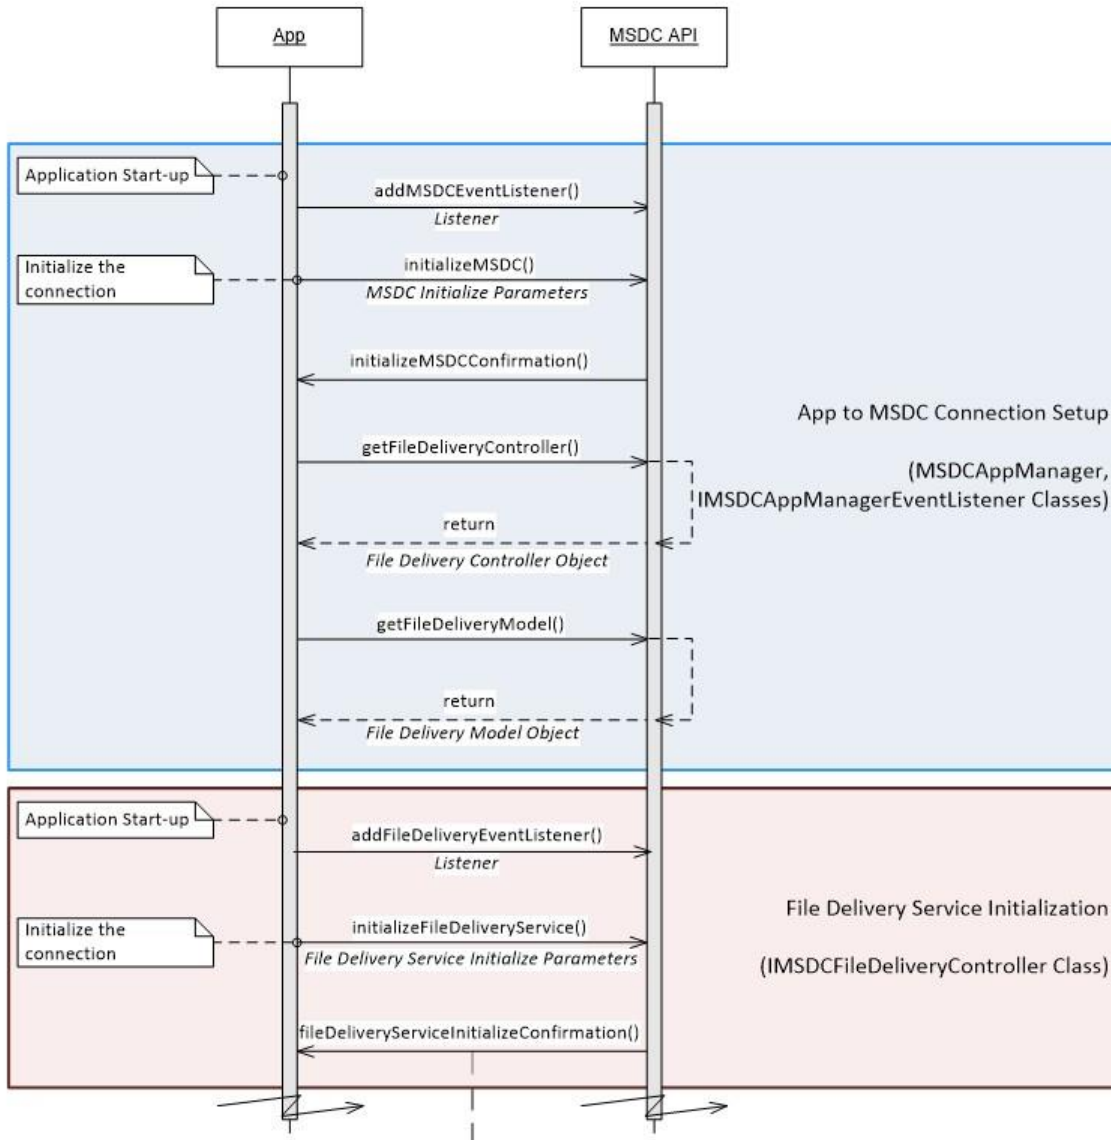 App
MSDC API
Application Start-up
addMSDCEventListener()
Listener
Initialize the
connection
initializeMSDC()
MSDC Initialize Parameters
initializeMSDCConfirmation()
App to MSDC Connection Setup
getFileDeliveryController()
(MSDCAppManager,
IMSDCAppManagerEventListener Classes)
return
File Delivery Controller Object
getFileDeliveryModel()
return
File Delivery Model Object
Application Start-up
addFileDeliveryEventListener()
Listener
File Delivery Service Initialization
Initialize the
connection
initializeFileDeliveryService()
File Delivery Service Initialize Parameters
(IMSDCFileDeliveryController Class)
fileDeliveryServiceInitializeConfirmation()